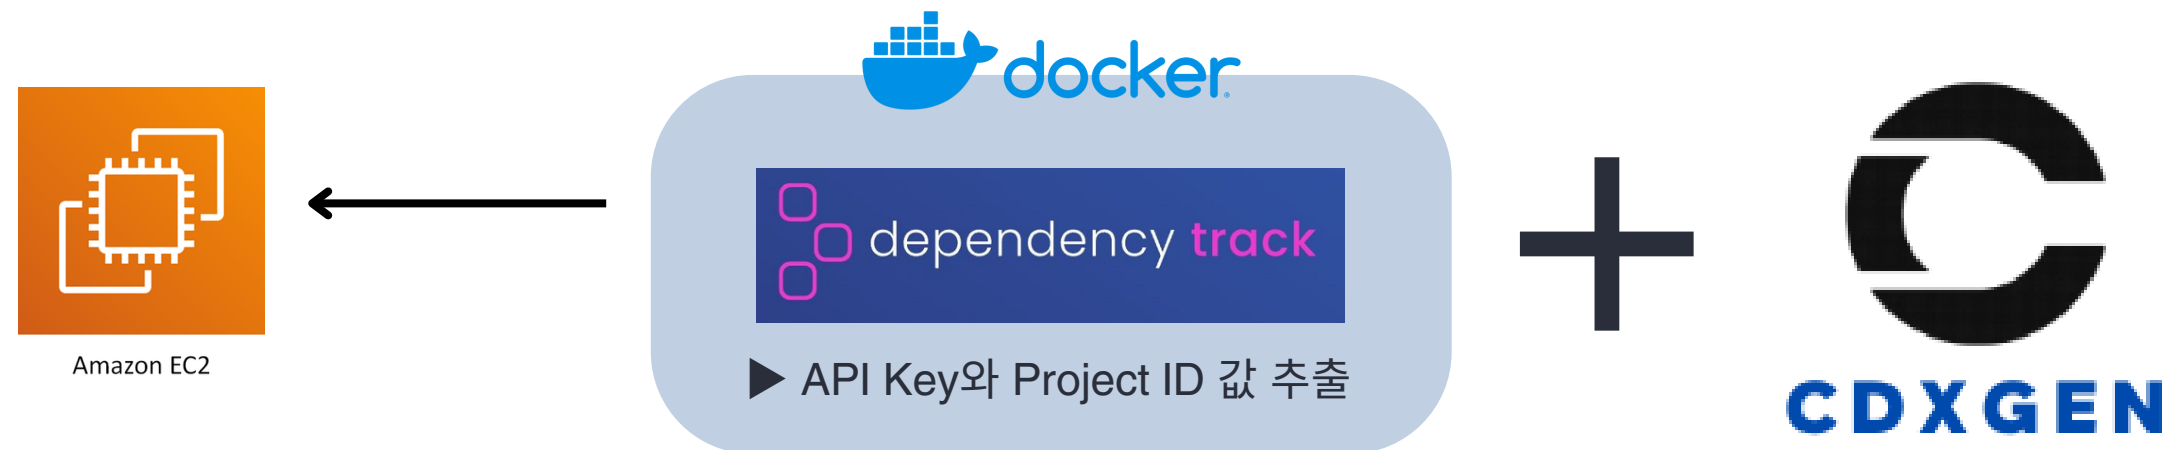 docker
dependency track
▶ API Key와 Project ID 값 추출
Amazon EC2
CDXGEN